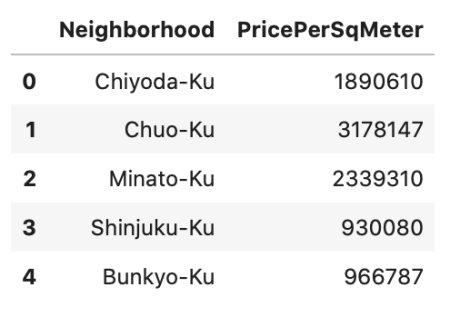 Neighborhood PricePerSqMeter
0 Chiyoda-Ku 1890610
1 Chuo-Ku 3178147
2 Minato-Ku 2339310
3 Shinjuku-Ku 930080
4 Bunkyo-Ku 966787